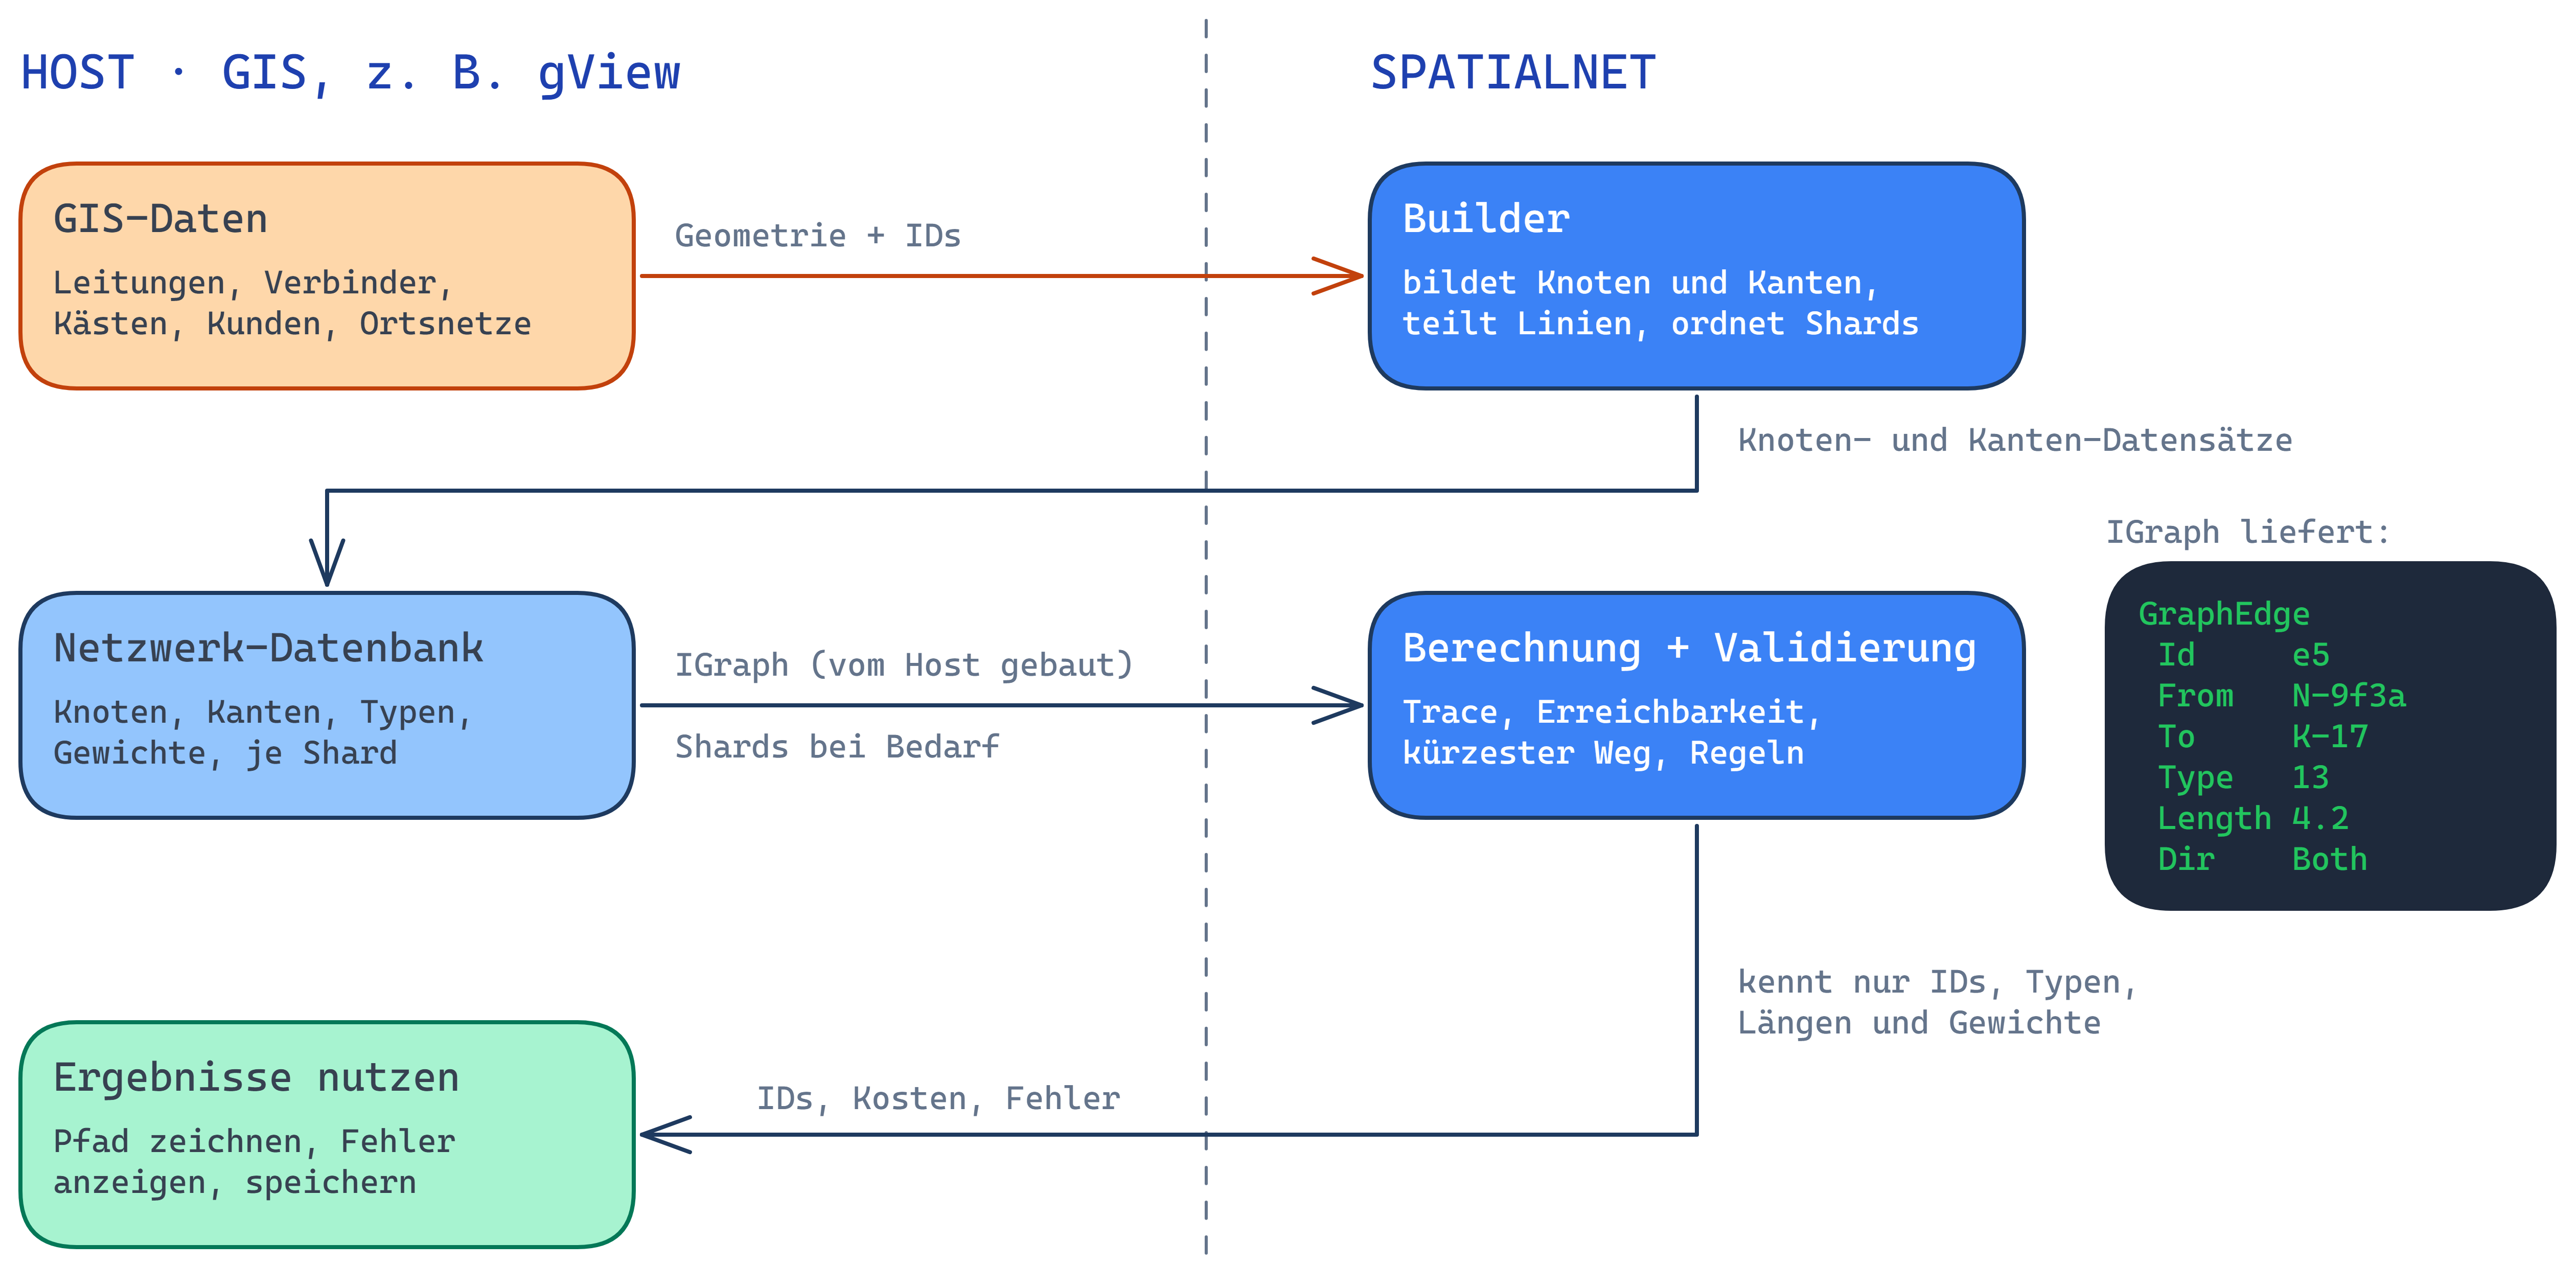 HOST · GIS, z. B. gView
SPATIALNET
GIS-Daten
Leitungen, Verbinder,
Kästen, Kunden, Ortsnetze
Geometrie + IDs
Builder
bildet Knoten und Kanten,
teilt Linien, ordnet Shards
Knoten- und Kanten-Datensätze
Netzwerk-Datenbank
Knoten, Kanten, Typen,
Gewichte, je Shard
IGraph (vom Host gebaut)
Shards bei Bedarf
Berechnung + Validierung
Trace, Erreichbarkeit,
kürzester Weg, Regeln
IGraph liefert:
GraphEdge
Id e5
From N-9f3a
To K-17
Type 13
Length 4.2
Dir Both
kennt nur IDs, Typen,
Längen und Gewichte
IDs, Kosten, Fehler
Ergebnisse nutzen
Pfad zeichnen, Fehler
anzeigen, speichern